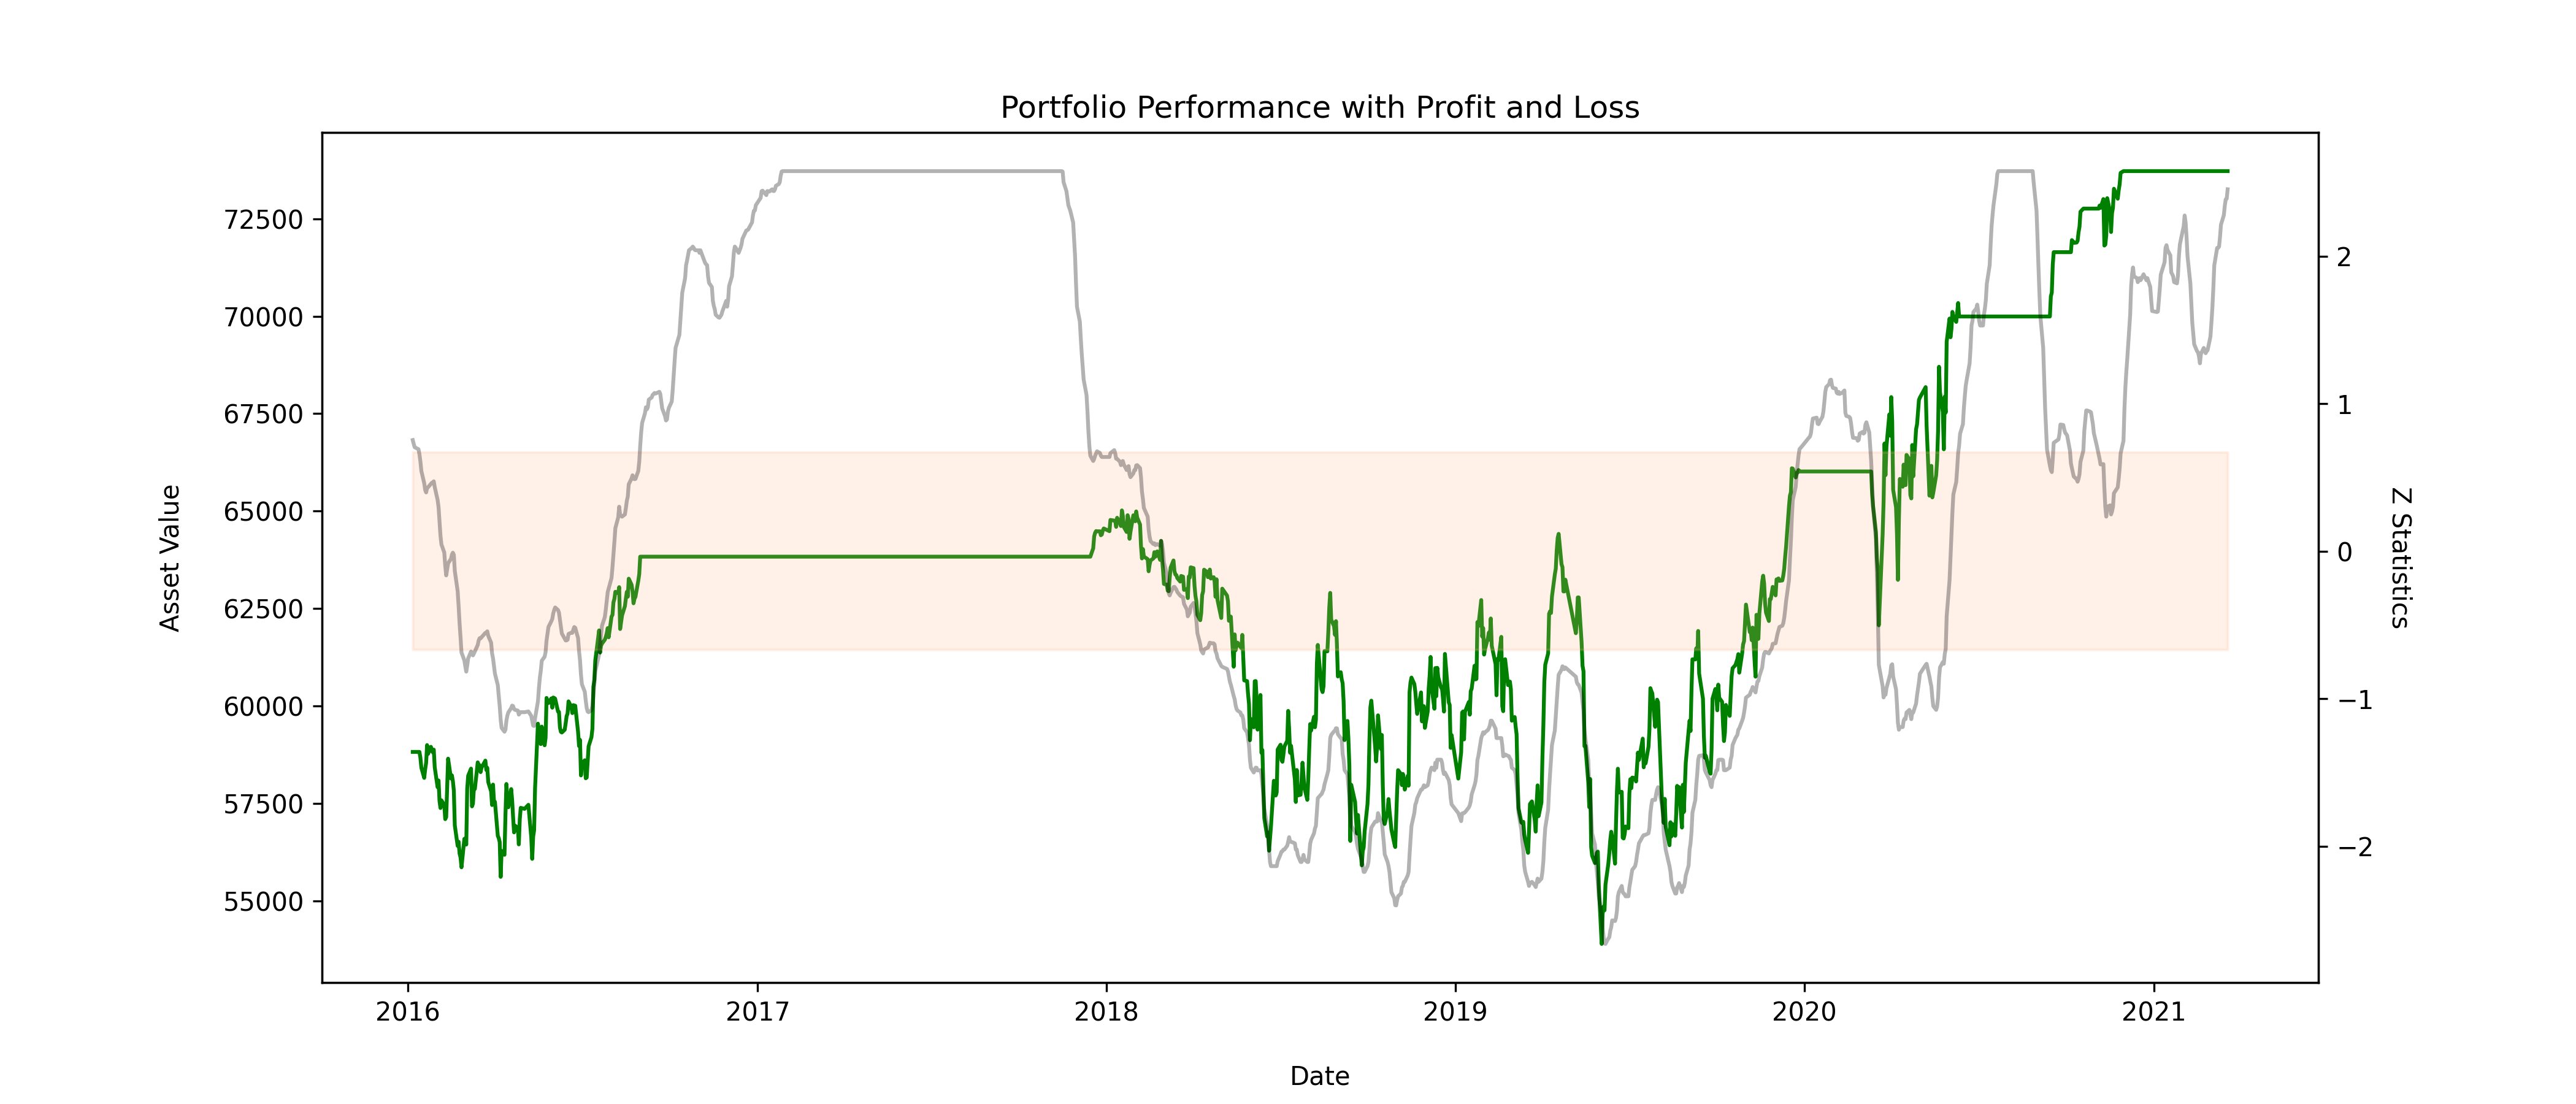 Portfolio Performance with Profit and Loss
72500
70000
67500
65000
62500
60000
57500
55000
Asset Value
2
1
0
−1
−2
Z Statistics
2016 2017 2018 2019 2020 2021
Date